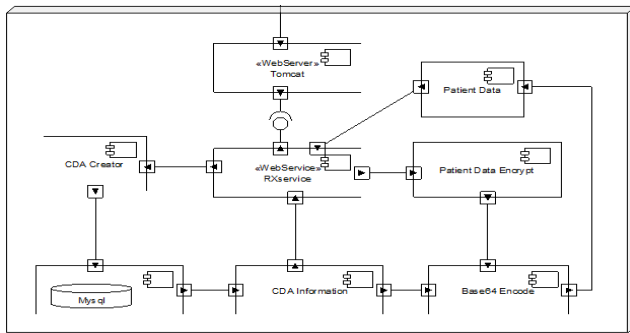 «WebServer»
Tomcat
Patient Data
CDA Creator
«WebService»
RXservice
Patient Data Encrypt
Mysql
CDA Information
Base64 Encode